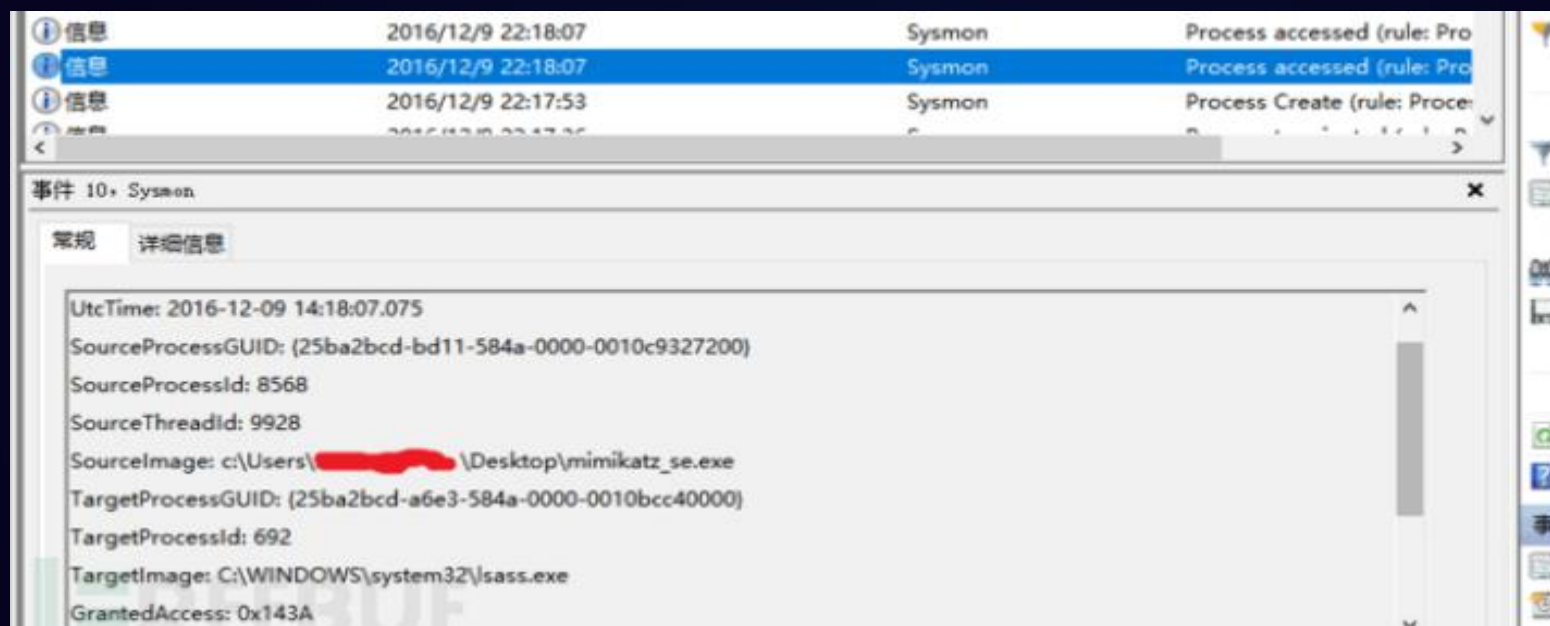 信息 2016/12/9 22:18:07 Sysmon Process accessed (rule: Pro
信息 2016/12/9 22:18:07 Sysmon Process accessed (rule: Pro
信息 2016/12/9 22:17:53 Sysmon Process Create (rule: Proce
事件 10，Sysmon
常规 详细信息
UtcTime: 2016-12-09 14:18:07.075
SourceProcessGUID: {25ba2bcd-bd11-584a-0000-0010c9327200}
SourceProcessId: 8568
SourceThreadId: 9928
SourceImage: c:\Users\ \Desktop\mimikatz_se.exe
TargetProcessGUID: {25ba2bcd-a6e3-584a-0000-0010bcc40000}
TargetProcessId: 692
TargetImage: C:\WINDOWS\system32\lsass.exe
GrantedAccess: 0x143A
事